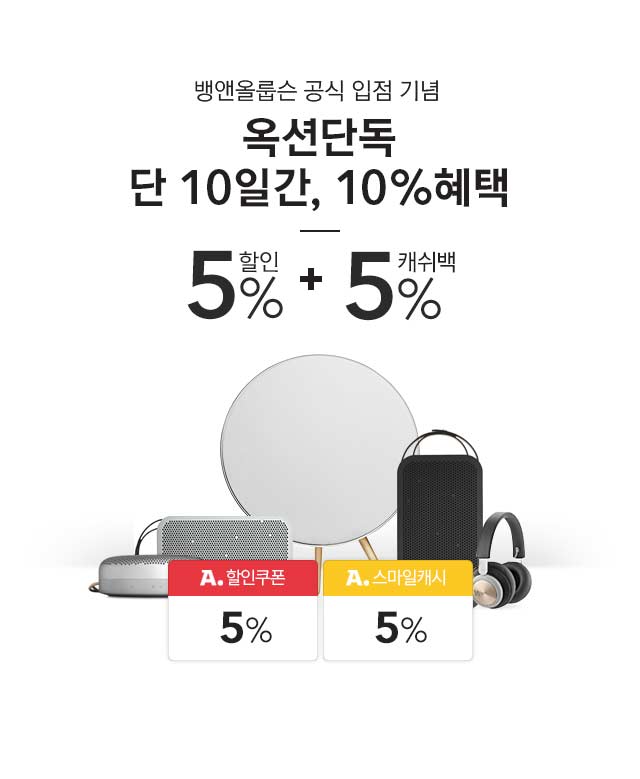 뱅앤올룹슨 공식 입점 기념
옥션단독
단 10일간, 10%혜택
5% 할인 + 5% 캐쉬백
A. 할인쿠폰
5%
A. 스마일캐시
5%